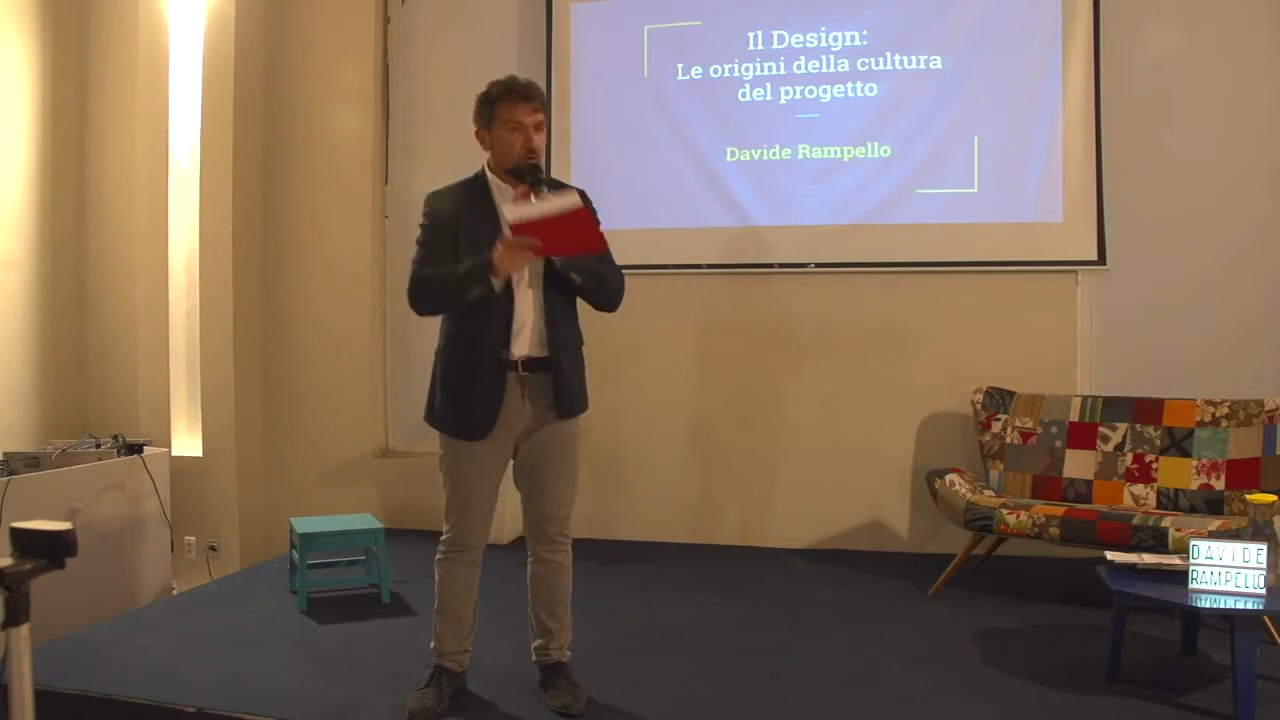 Il Design:
Le origini della cultura
del progetto
Davide Rampello
DAVIDE
RAMPELLO